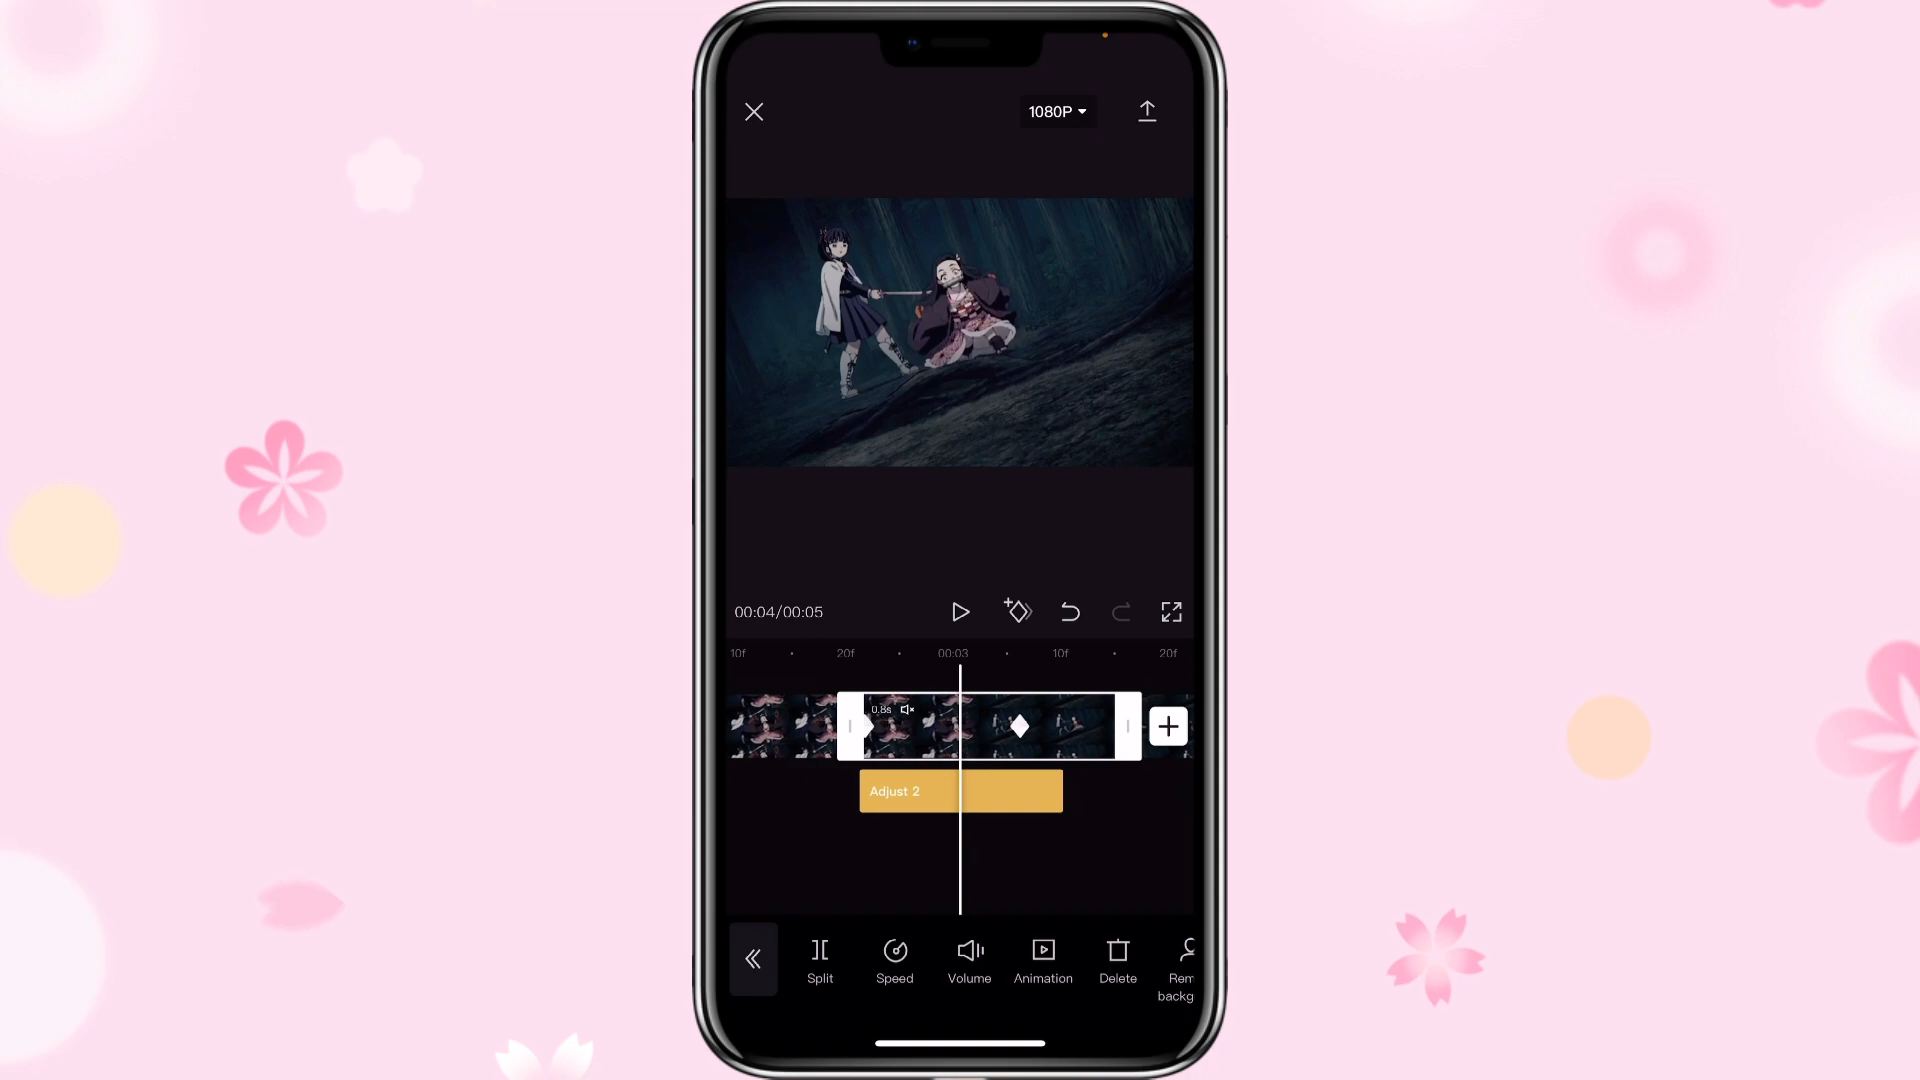 1080P
00:04/00:05
10f 20f 00:03 10f 20f
0.8s
Adjust 2
Split Speed Volume Animation Delete Rem
backg